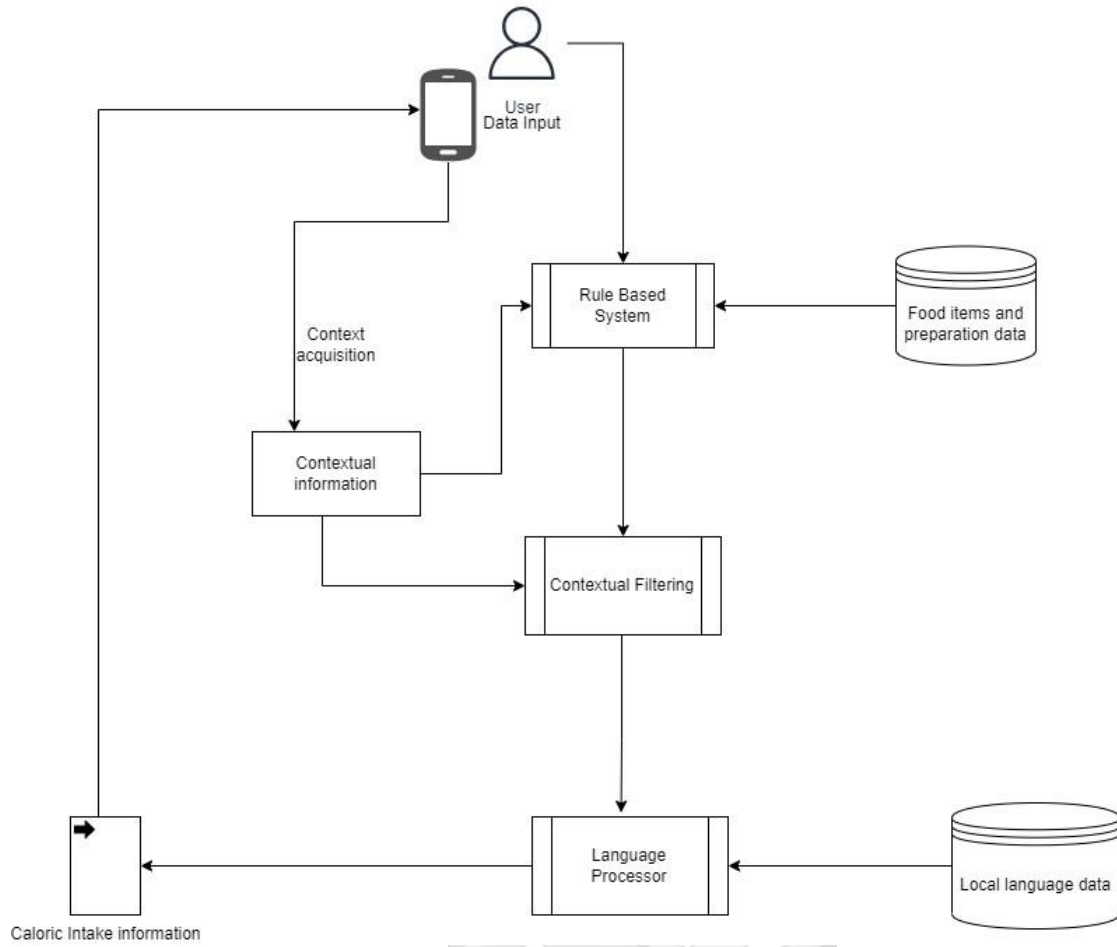 User
Data Input
Rule Based
System
Food items and
preparation data
Context
acquisition
Contextual
information
Contextual Filtering
Language
Processor
Local language data
Caloric Intake information